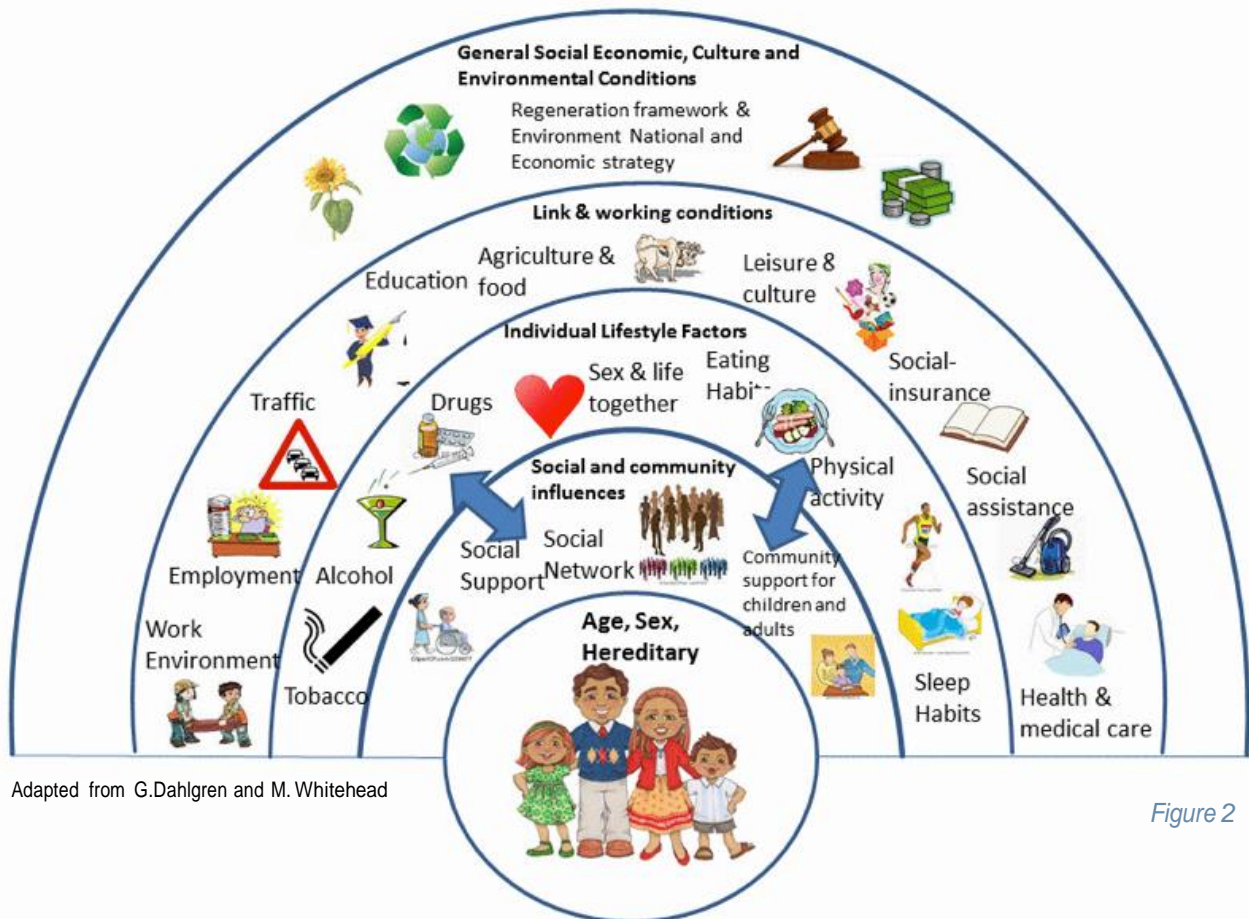 General Social Economic, Culture and
Environmental Conditions
Regeneration framework &
Environment National and
Economic strategy
Link & working conditions
Education
Agriculture &
food
Leisure &
culture
Social-
insurance
Social
assistance
Health &
medical care
Traffic
Employment
Work
Environment
Individual Lifestyle Factors
Drugs
Sex & life
together
Eating
Habits
Physical
activity
Sleep
Habits
Alcohol
Tobacco
Social and community
influences
Social
Support
Social
Network
Community
support for
children and
adults
Age, Sex,
Hereditary
Adapted from G.Dahlgren and M. Whitehead
Figure 2